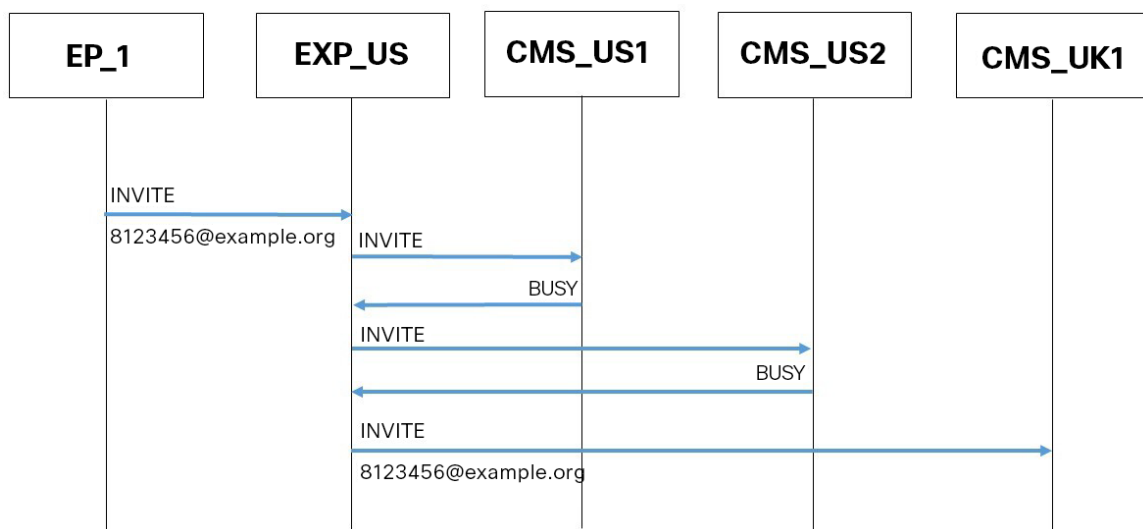 EP_1
EXP_US
CMS_US1
CMS_US2
CMS_UK1
INVITE
8123456@example.org
INVITE
BUSY
INVITE
BUSY
INVITE
8123456@example.org